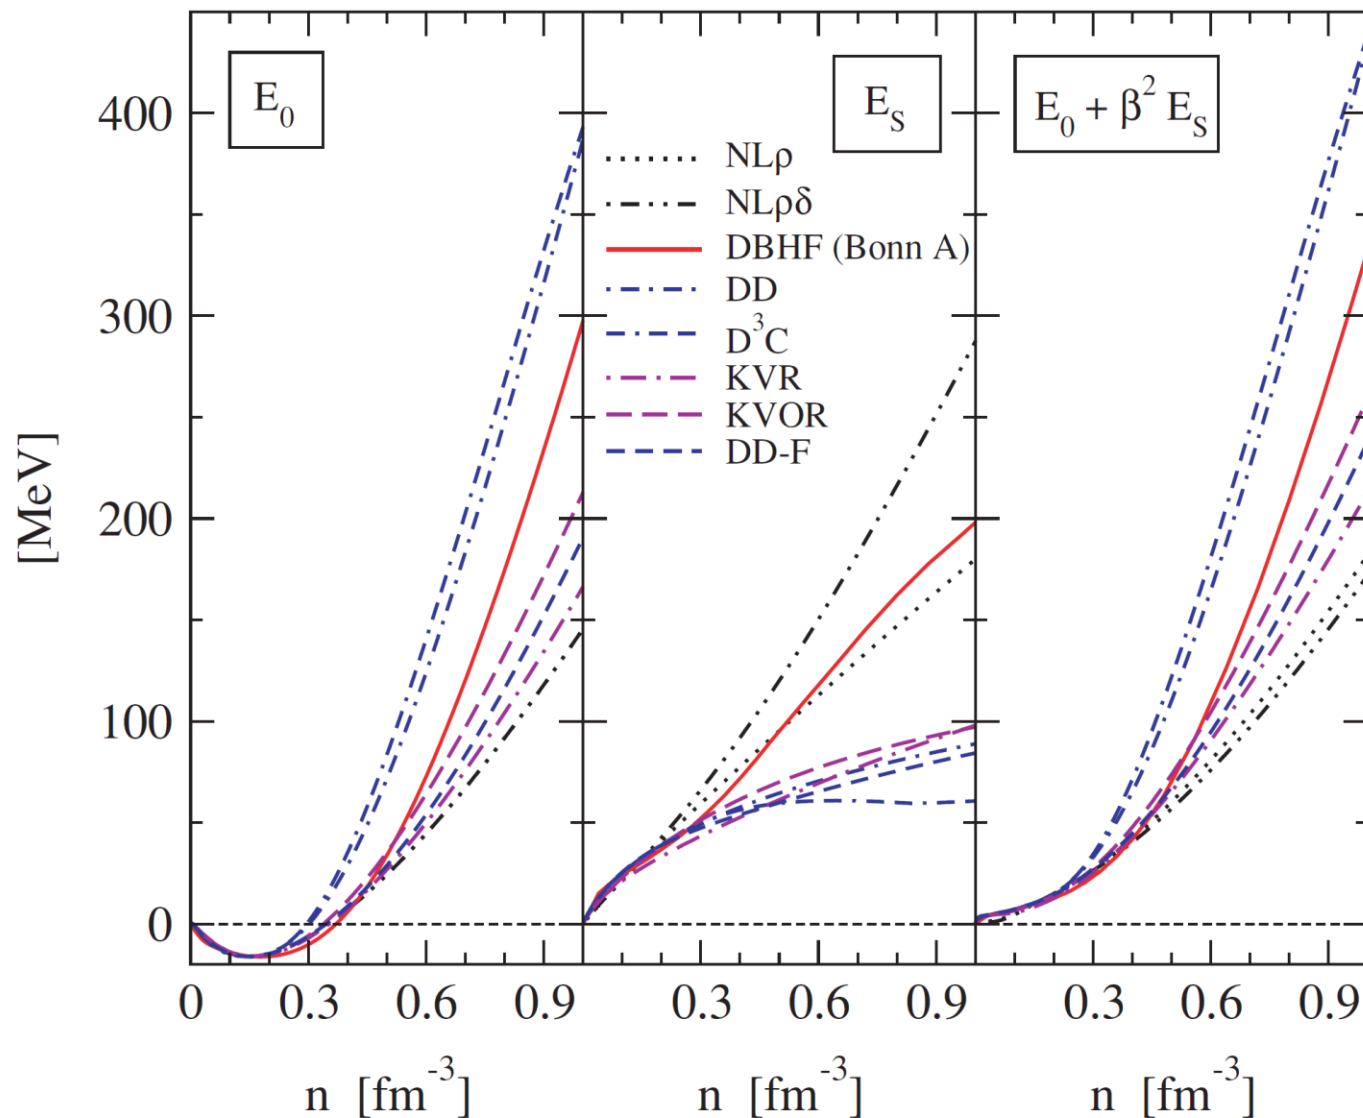 E₀
E_S
E₀ + β² E_S
NLρ
NLρδ
DBHF (Bonn A)
DD
D³C
KVR
KVOR
DD-F
[MeV]
400
300
200
100
0
0 0.3 0.6 0.9 0.3 0.6 0.9 0.3 0.6 0.9
n [fm⁻³] n [fm⁻³] n [fm⁻³]